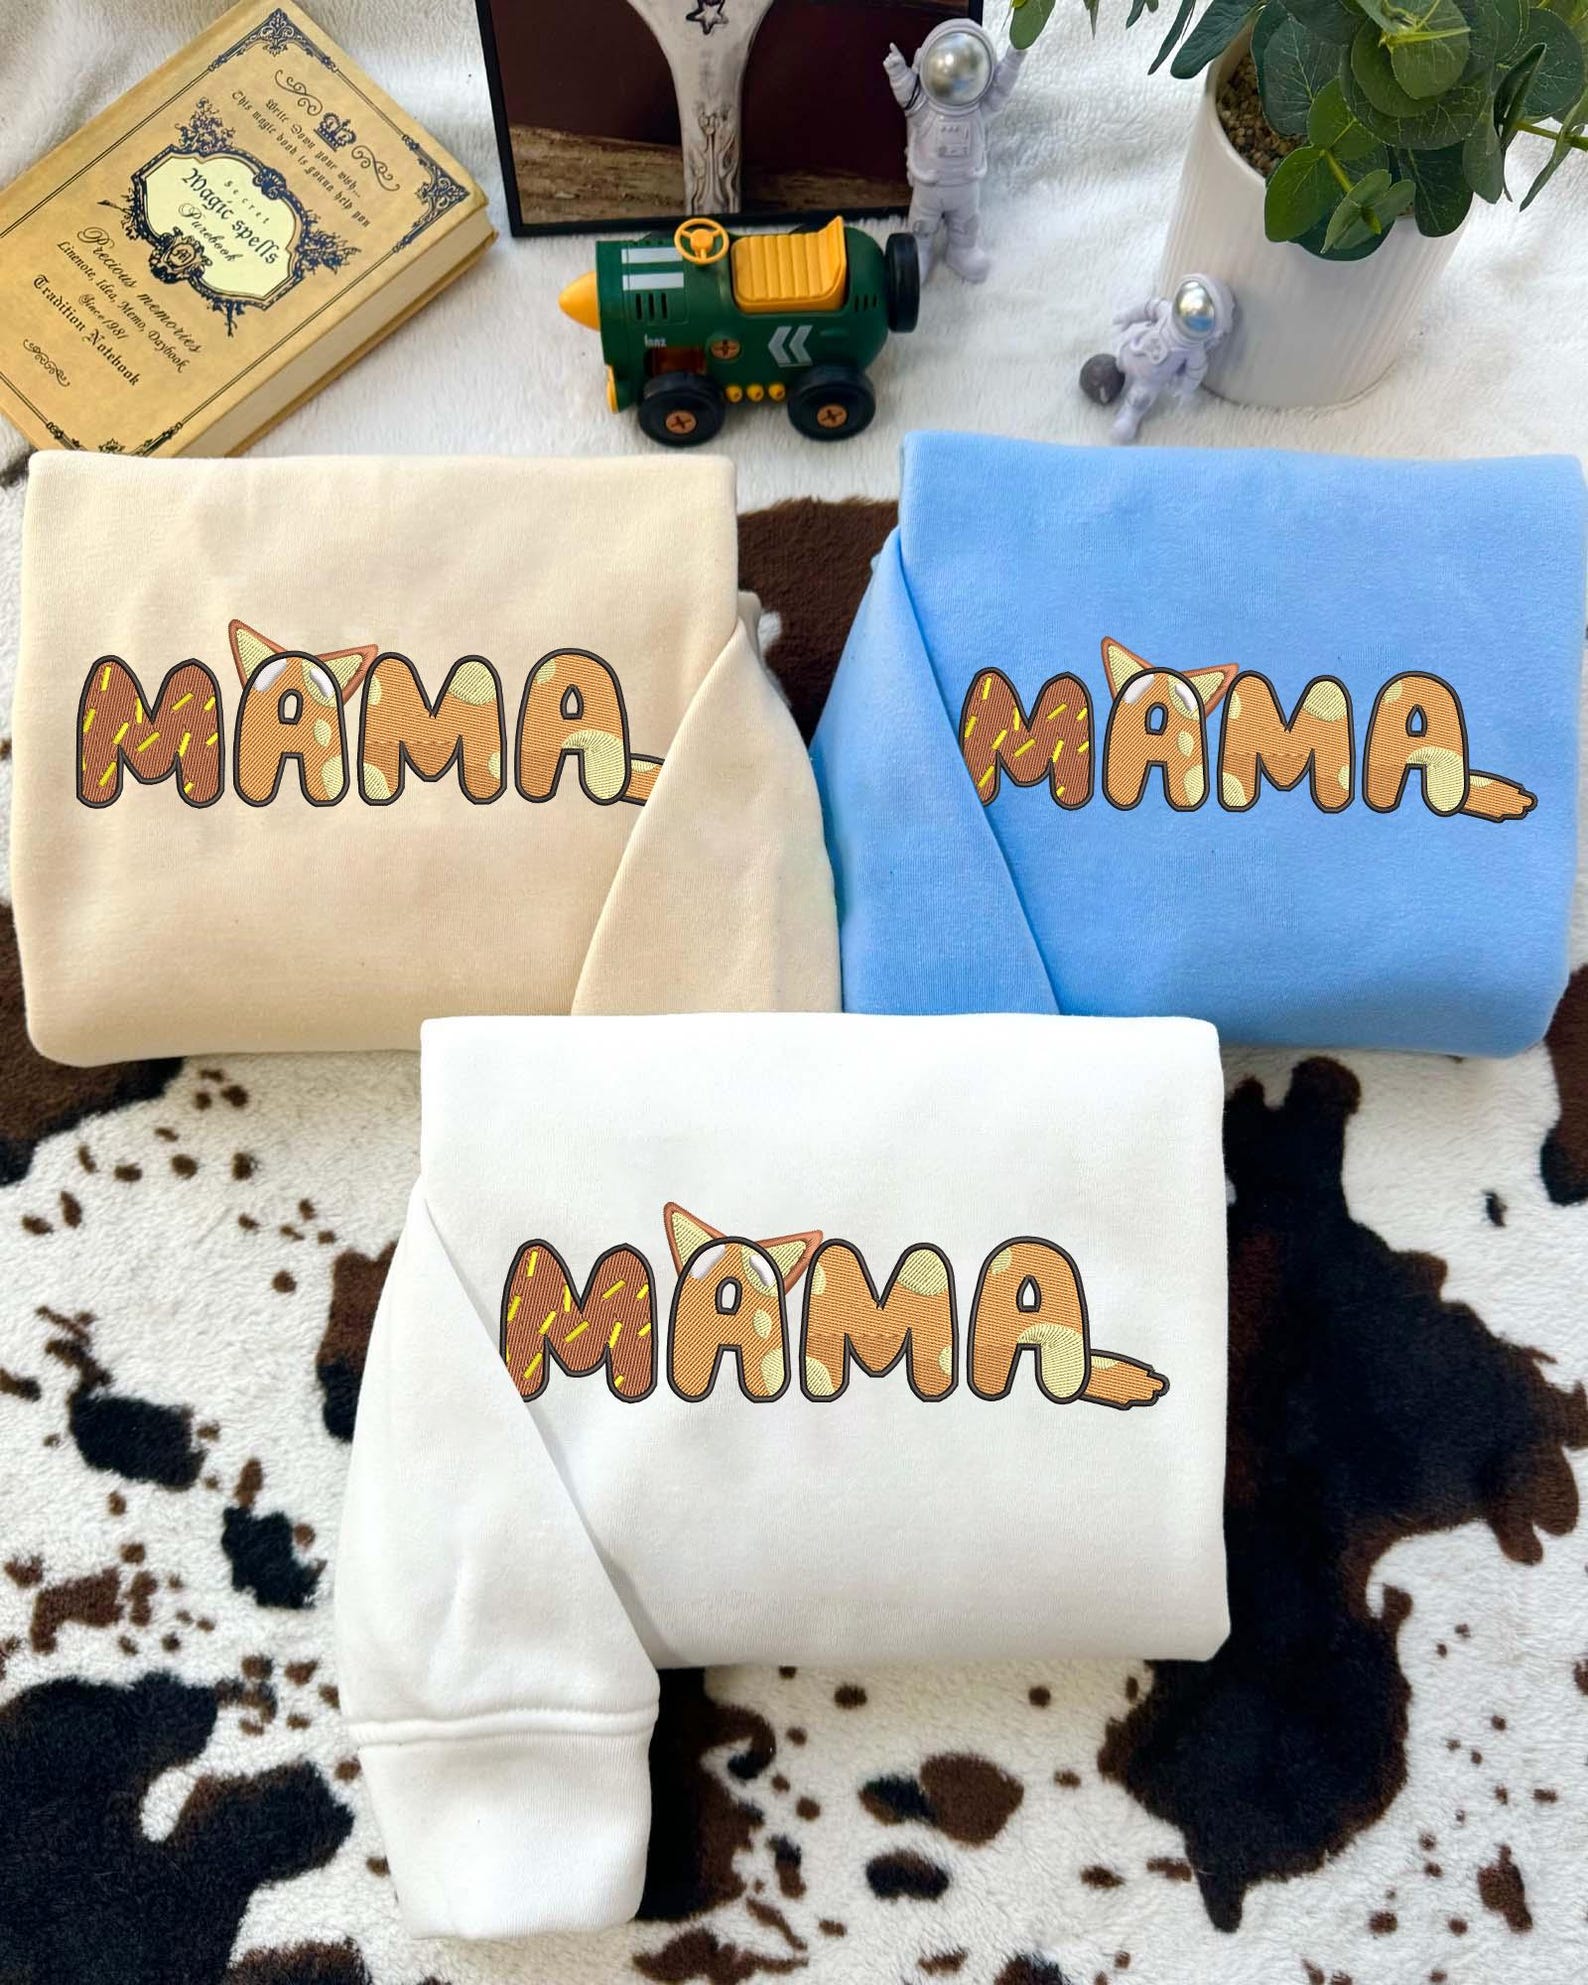 Write Down your wish...
This magic book is gonna help you
secret
Magic spells
Purebook
Precious memories
Linenote, Idea, Memo, Daybook
Since 1981
Tradition Notebook
MAMA
MAMA
MAMA